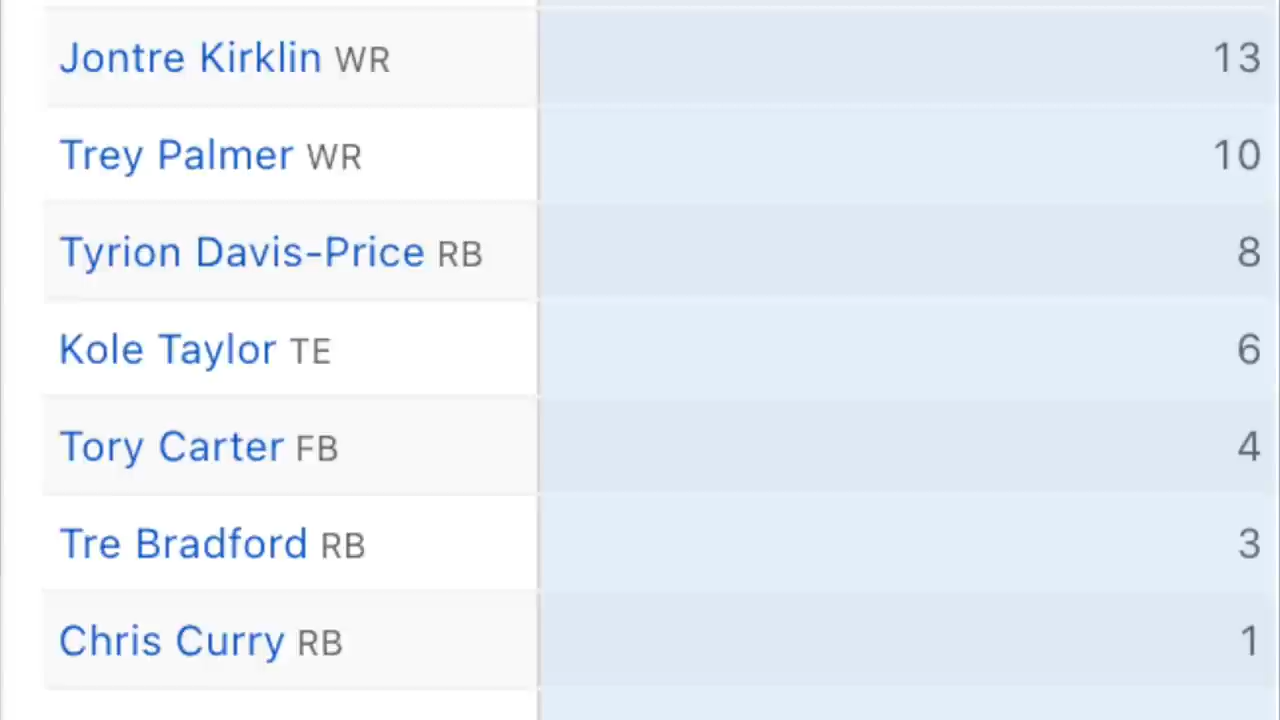 Jontre Kirklin WR 13
Trey Palmer WR 10
Tyrion Davis-Price RB 8
Kole Taylor TE 6
Tory Carter FB 4
Tre Bradford RB 3
Chris Curry RB 1